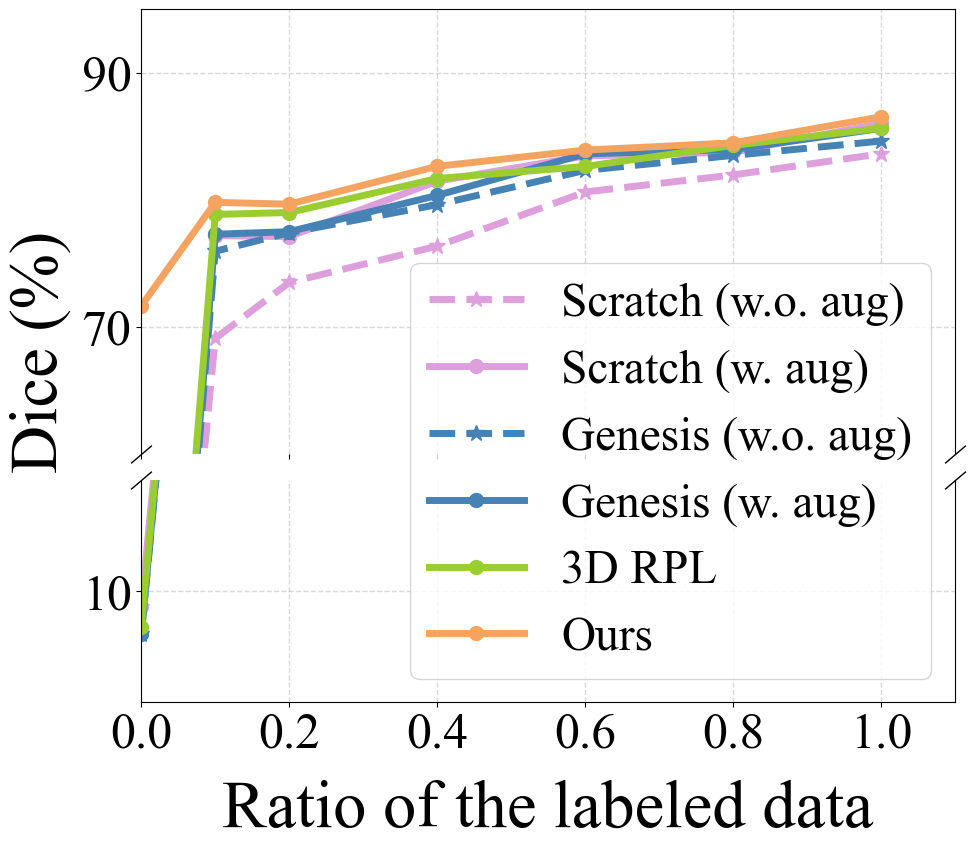 Dice (%)
90
70
10
Scratch (w.o. aug)
Scratch (w. aug)
Genesis (w.o. aug)
Genesis (w. aug)
3D RPL
Ours
0.0 0.2 0.4 0.6 0.8 1.0
Ratio of the labeled data